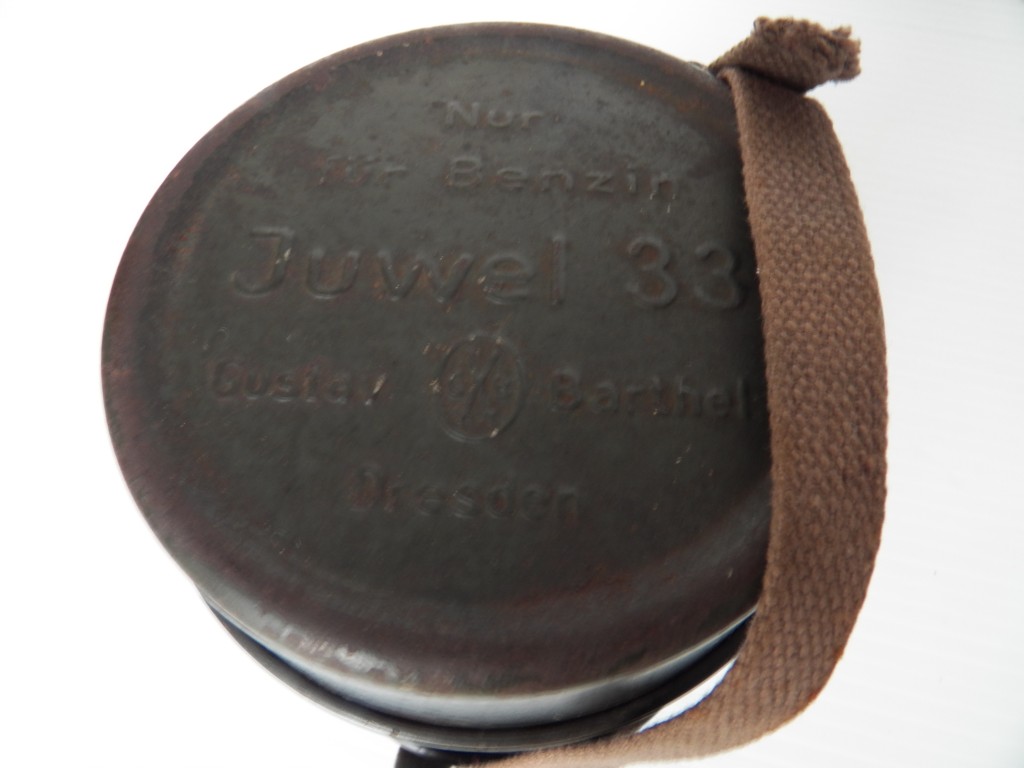 Nur
für Benzin
Juwel 33
Gustav Barthel
Dresden